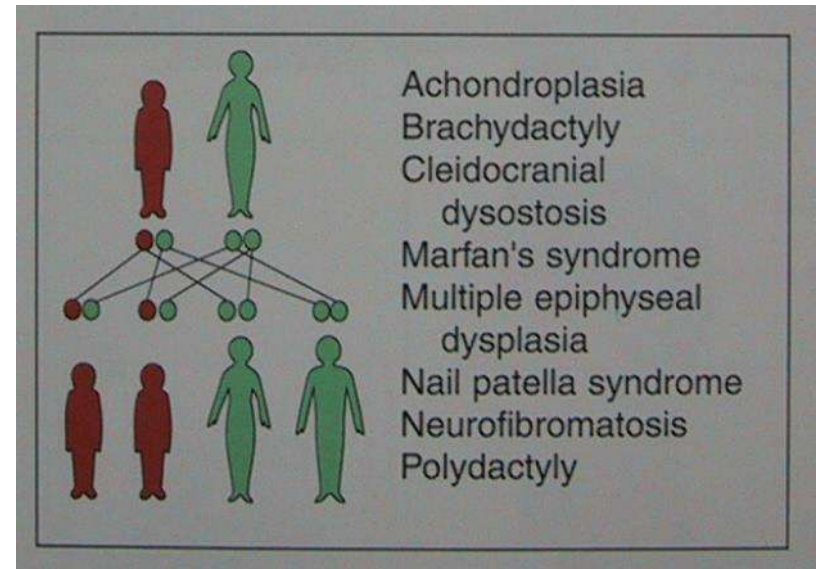 Achondroplasia
Brachydactyly
Cleidocranial
dysostosis
Marfan's syndrome
Multiple epiphyseal
dysplasia
Nail patella syndrome
Neurofibromatosis
Polydactyly